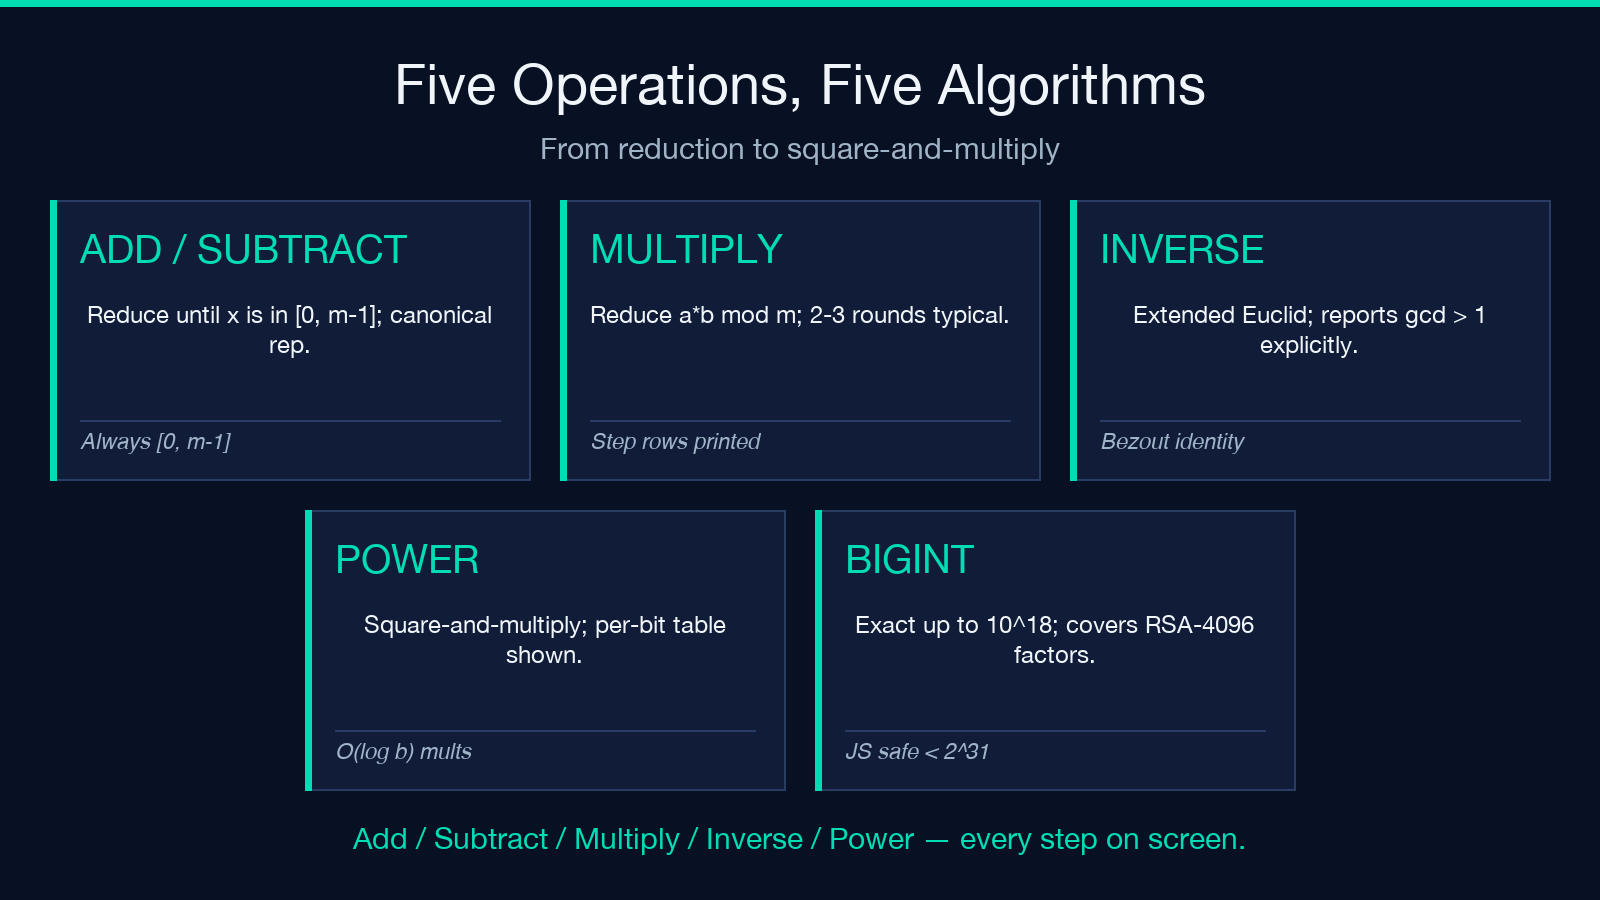 Five Operations, Five Algorithms
From reduction to square-and-multiply
ADD / SUBTRACT
Reduce until x is in [0, m-1]; canonical
rep.
Always [0, m-1]
MULTIPLY
Reduce a*b mod m; 2-3 rounds typical.
Step rows printed
INVERSE
Extended Euclid; reports gcd > 1
explicitly.
Bezout identity
POWER
Square-and-multiply; per-bit table
shown.
O(log b) mults
BIGINT
Exact up to 10^18; covers RSA-4096
factors.
JS safe < 2^31
Add / Subtract / Multiply / Inverse / Power — every step on screen.